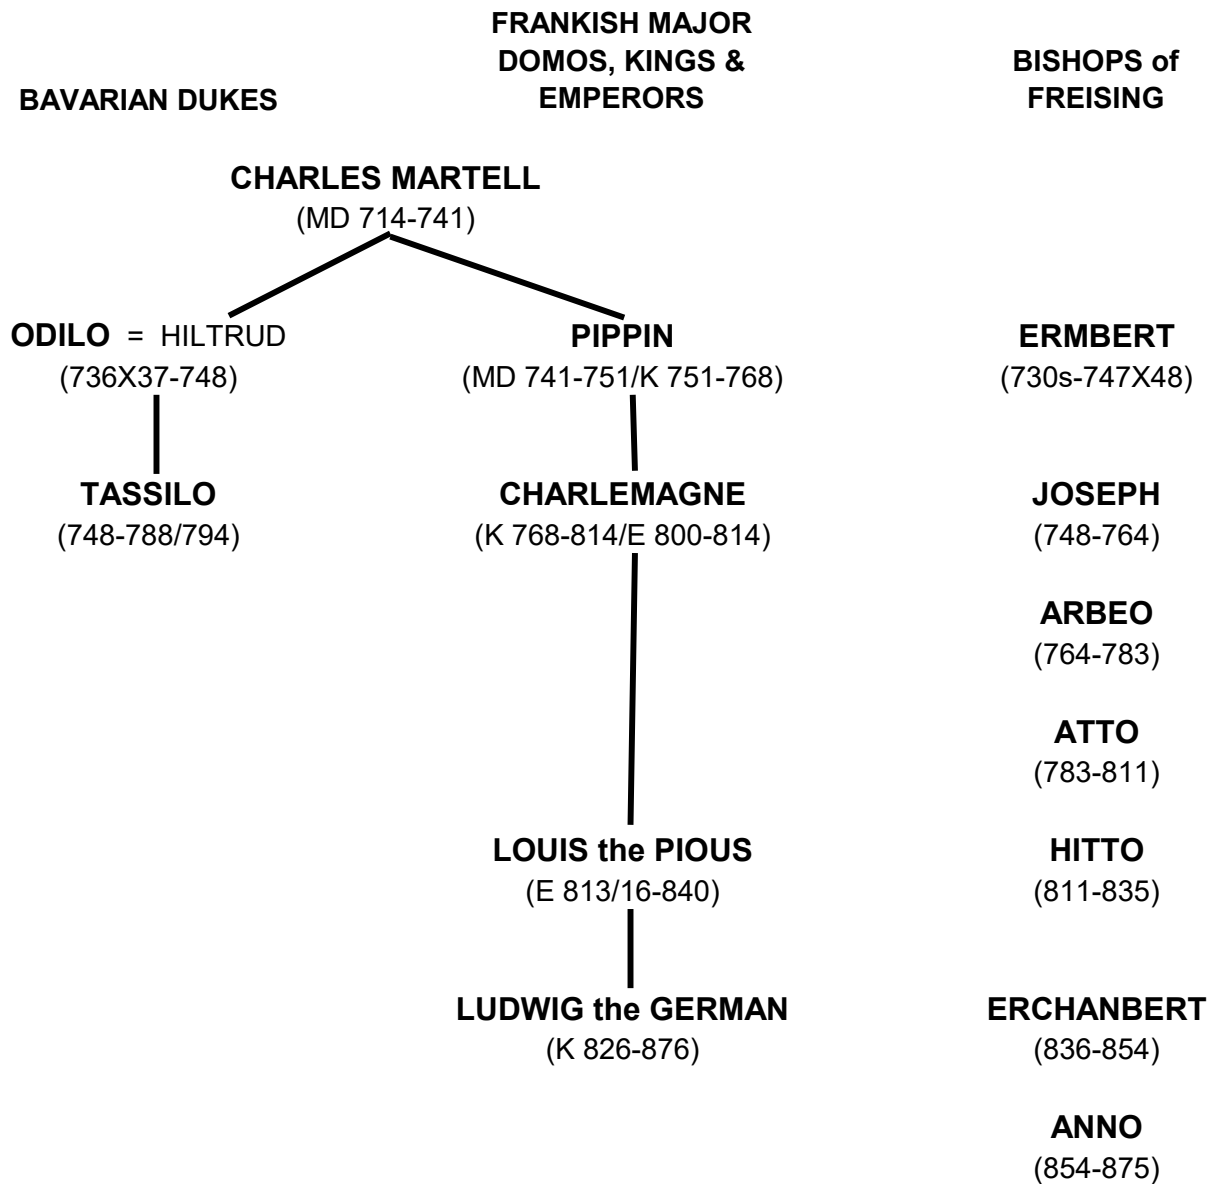 FRANKISH MAJOR
DOMOS, KINGS &
EMPERORS
BISHOPS of
FREISING
BAVARIAN DUKES
CHARLES MARTELL
(MD 714-741)
ODILO = HILTRUD
(736X37-748)
PIPPIN
(MD 741-751/K 751-768)
ERMBERT
(730s-747X48)
TASSILO
(748-788/794)
CHARLEMAGNE
(K 768-814/E 800-814)
JOSEPH
(748-764)
ARBEO
(764-783)
ATTO
(783-811)
LOUIS the PIOUS
(E 813/16-840)
HITTO
(811-835)
LUDWIG the GERMAN
(K 826-876)
ERCHANBERT
(836-854)
ANNO
(854-875)